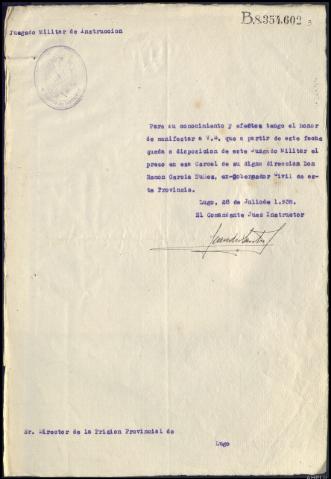 B.8.354.602
Juzgado Militar de Instruccion
Para su conocimiento y efectos tengo el honor
de manifestar a V.S. que a partir de esta fecha
queda a disposicion de este Juzgado Militar el
preso en esa Carcel de su digna direccion Don
Ramon Garcia Nuñez, ex-Gobernador Civil de es-
ta Provincia.
Lugo, 28 de Julio de 1.936.
El Comandante Juez Instructor
Sr. Director de la Prision Provincial de
Lugo